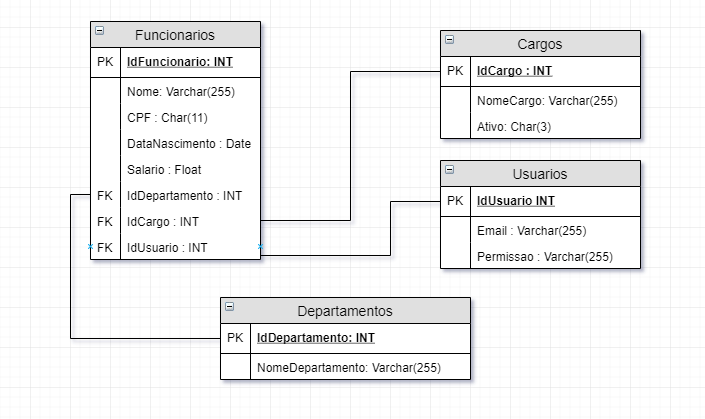 Funcionarios
PK IdFuncionario: INT
Nome: Varchar(255)
CPF : Char(11)
DataNascimento : Date
Salario : Float
FK IdDepartamento : INT
FK IdCargo : INT
FK IdUsuario : INT
Cargos
PK IdCargo : INT
NomeCargo: Varchar(255)
Ativo: Char(3)
Usuarios
PK IdUsuario INT
Email : Varchar(255)
Permissao : Varchar(255)
Departamentos
PK IdDepartamento: INT
NomeDepartamento: Varchar(255)